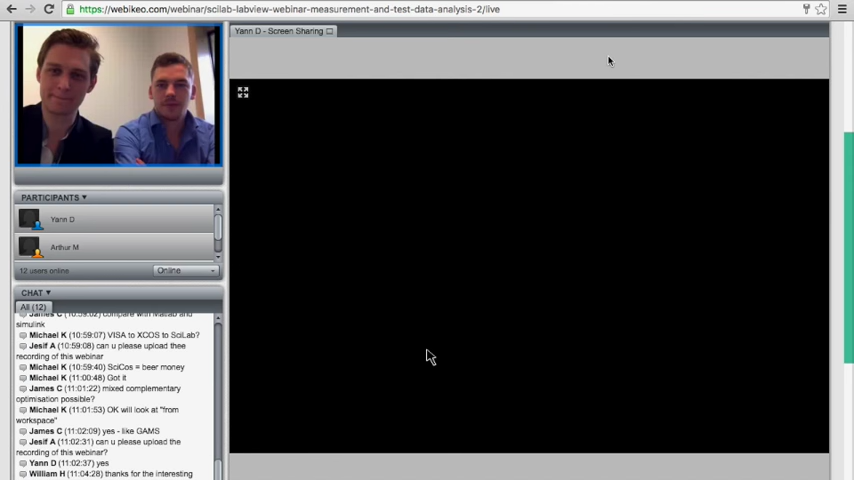 https://webikeo.com/webinar/scilab-labview-webinar-measurement-and-test-data-analysis-2/live
Yann D - Screen Sharing
PARTICIPANTS
Yann D
Arthur M
12 users online
Online
CHAT
All (12)
James C (10:59:02) compare with Matlab and
simulink
Michael K (10:59:07) VISA to XCOS to SciLab?
Jesif A (10:59:08) can u please upload thee
recording of this webinar
Michael K (10:59:40) SciCos = beer money
Michael K (11:00:48) Got it
James C (11:01:22) mixed complementary
optimisation possible?
Michael K (11:01:53) OK will look at "from
workspace"
James C (11:02:09) yes - like GAMS
Jesif A (11:02:31) can u please upload the
recording of this webinar?
Yann D (11:02:37) yes
William H (11:04:28) thanks for the interesting